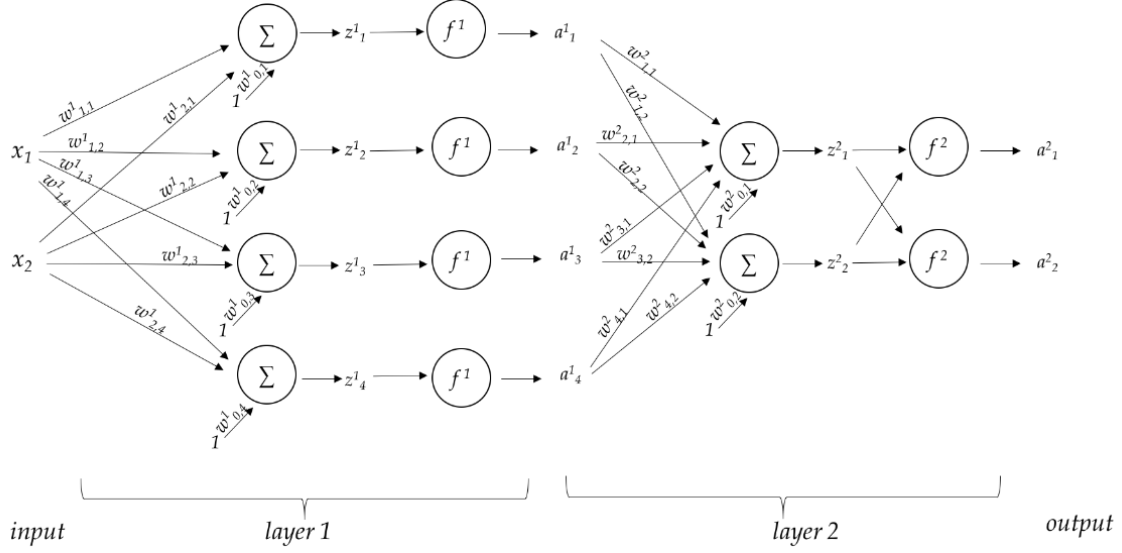 ∑ z¹₁ f¹ a¹₁
w¹₁,₁ w¹₂,₁ 1 w¹₀,₁ w²₁,₁ w²₁,₂
x₁ w¹₁,₂ ∑ z¹₂ f¹ a¹₂ w²₂,₁ ∑ z²₁ f² a²₁
w¹₁,₃ w¹₁,₄ w¹₂,₂ 1 w¹₀,₂ w²₂,₂ 1 w²₀,₁
x₂ w¹₂,₃ ∑ z¹₃ f¹ a¹₃ w²₃,₁ w²₃,₂ ∑ z²₂ f² a²₂
w¹₂,₄ 1 w¹₀,₃ w²₄,₁ w²₄,₂ 1 w²₀,₂
∑ z¹₄ f¹ a¹₄
1 w¹₀,₄
input layer 1 layer 2 output